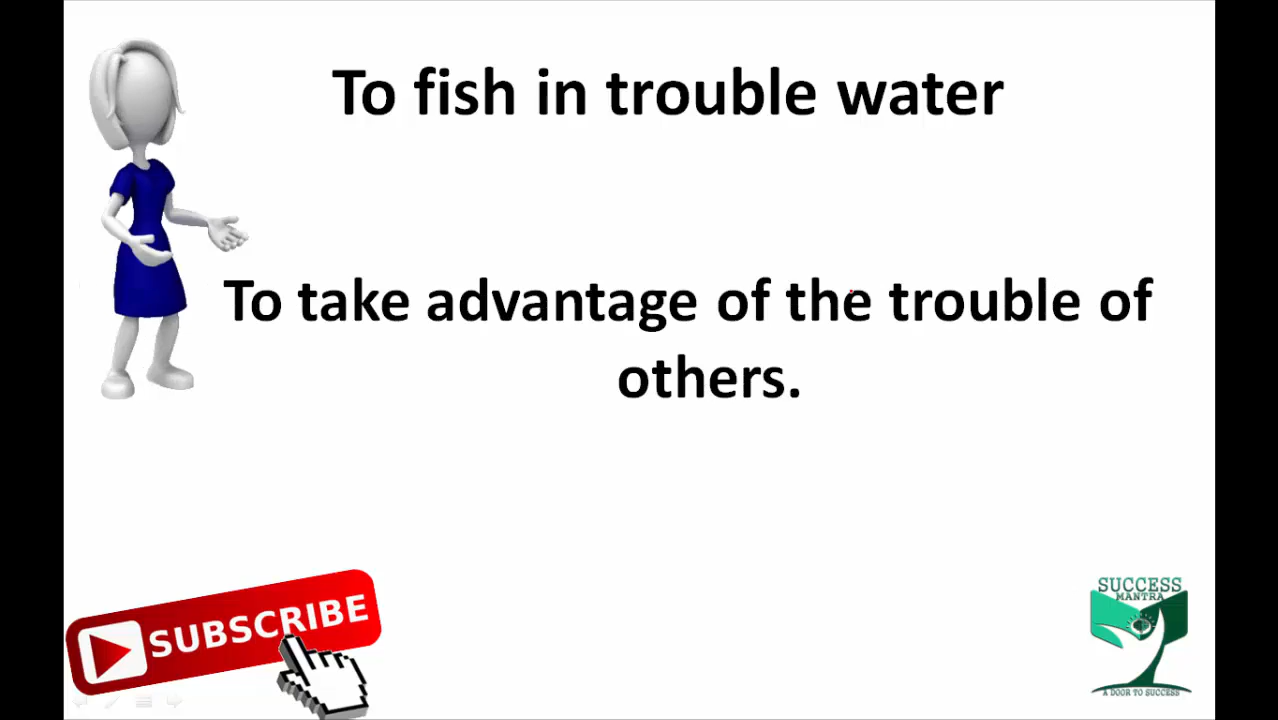 To fish in trouble water
To take advantage of the trouble of
others.
SUBSCRIBE
SUCCESS
MANTRA
A DOOR TO SUCCESS